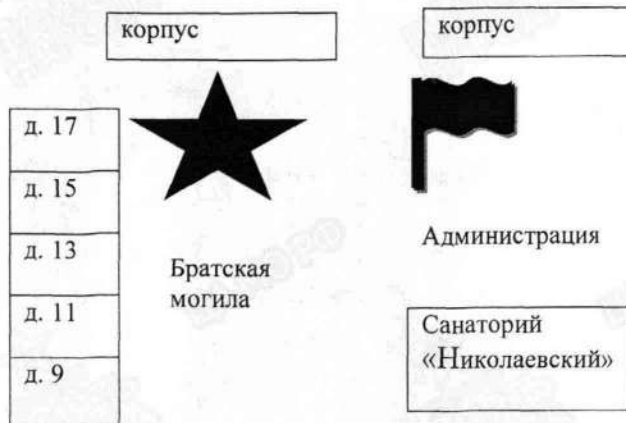 корпус
корпус
д. 17
д. 15
д. 13
д. 11
д. 9
Братская
могила
Администрация
Санаторий
«Николаевский»